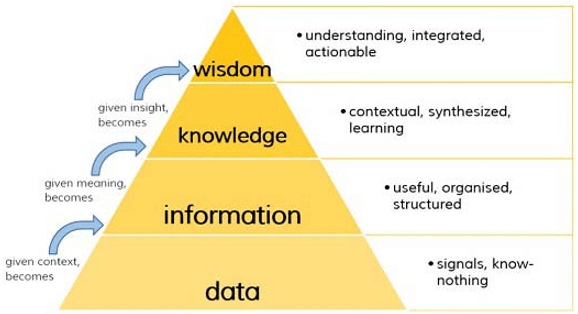 • understanding, integrated,
actionable
wisdom
given insight,
becomes
• contextual, synthesized,
learning
knowledge
given meaning,
becomes
• useful, organised,
structured
information
given context,
becomes
• signals, know-
nothing
data